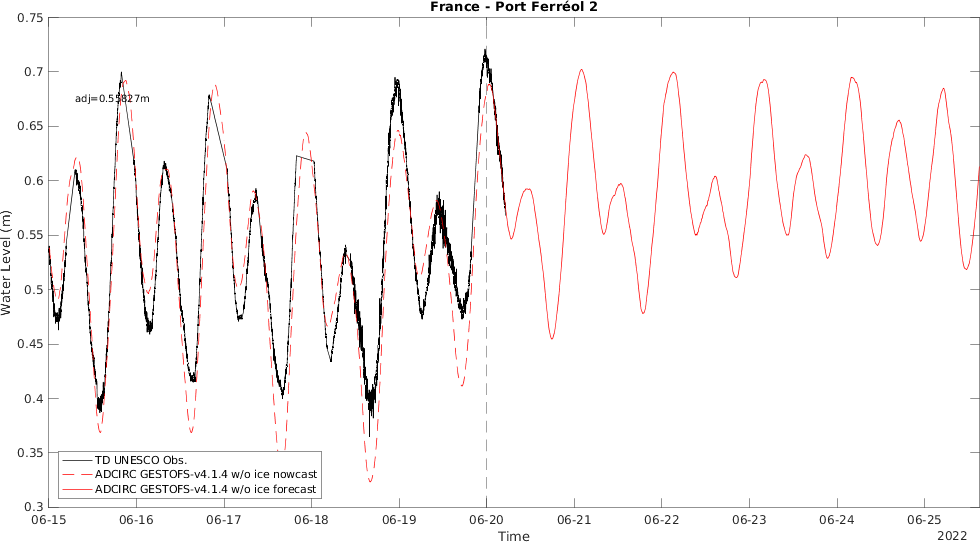 France - Port Ferréol 2
0.75
0.7
0.65
0.6
0.55
0.5
0.45
0.4
0.35
0.3
Water Level (m)
adj=0.55827m
TD UNESCO Obs.
ADCIRC GESTOFS-v4.1.4 w/o ice nowcast
ADCIRC GESTOFS-v4.1.4 w/o ice forecast
06-15 06-16 06-17 06-18 06-19 06-20 06-21 06-22 06-23 06-24 06-25
Time
2022